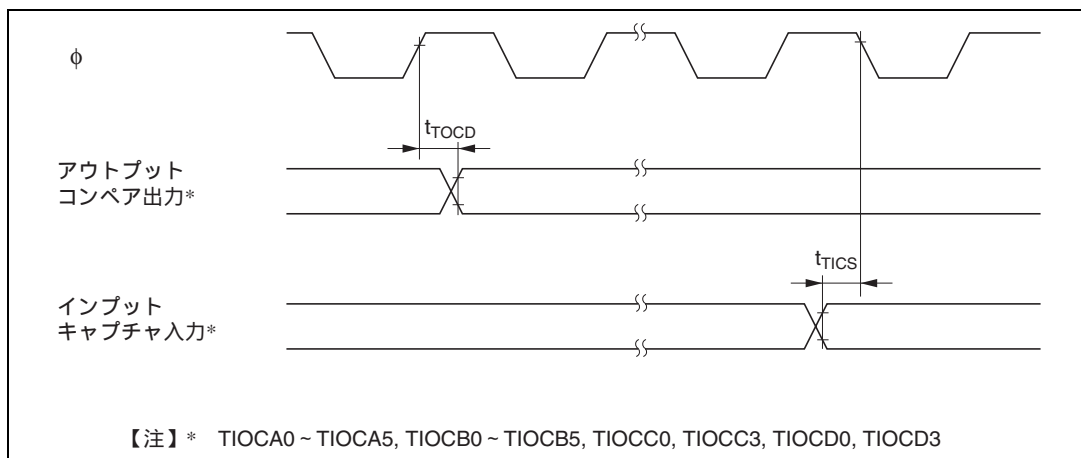 φ
tTOCD
アウトプット
コンペア出力*
tTICS
インプット
キャプチャ入力*
【注】* TIOCA0 ~ TIOCA5, TIOCB0 ~ TIOCB5, TIOCC0, TIOCC3, TIOCD0, TIOCD3